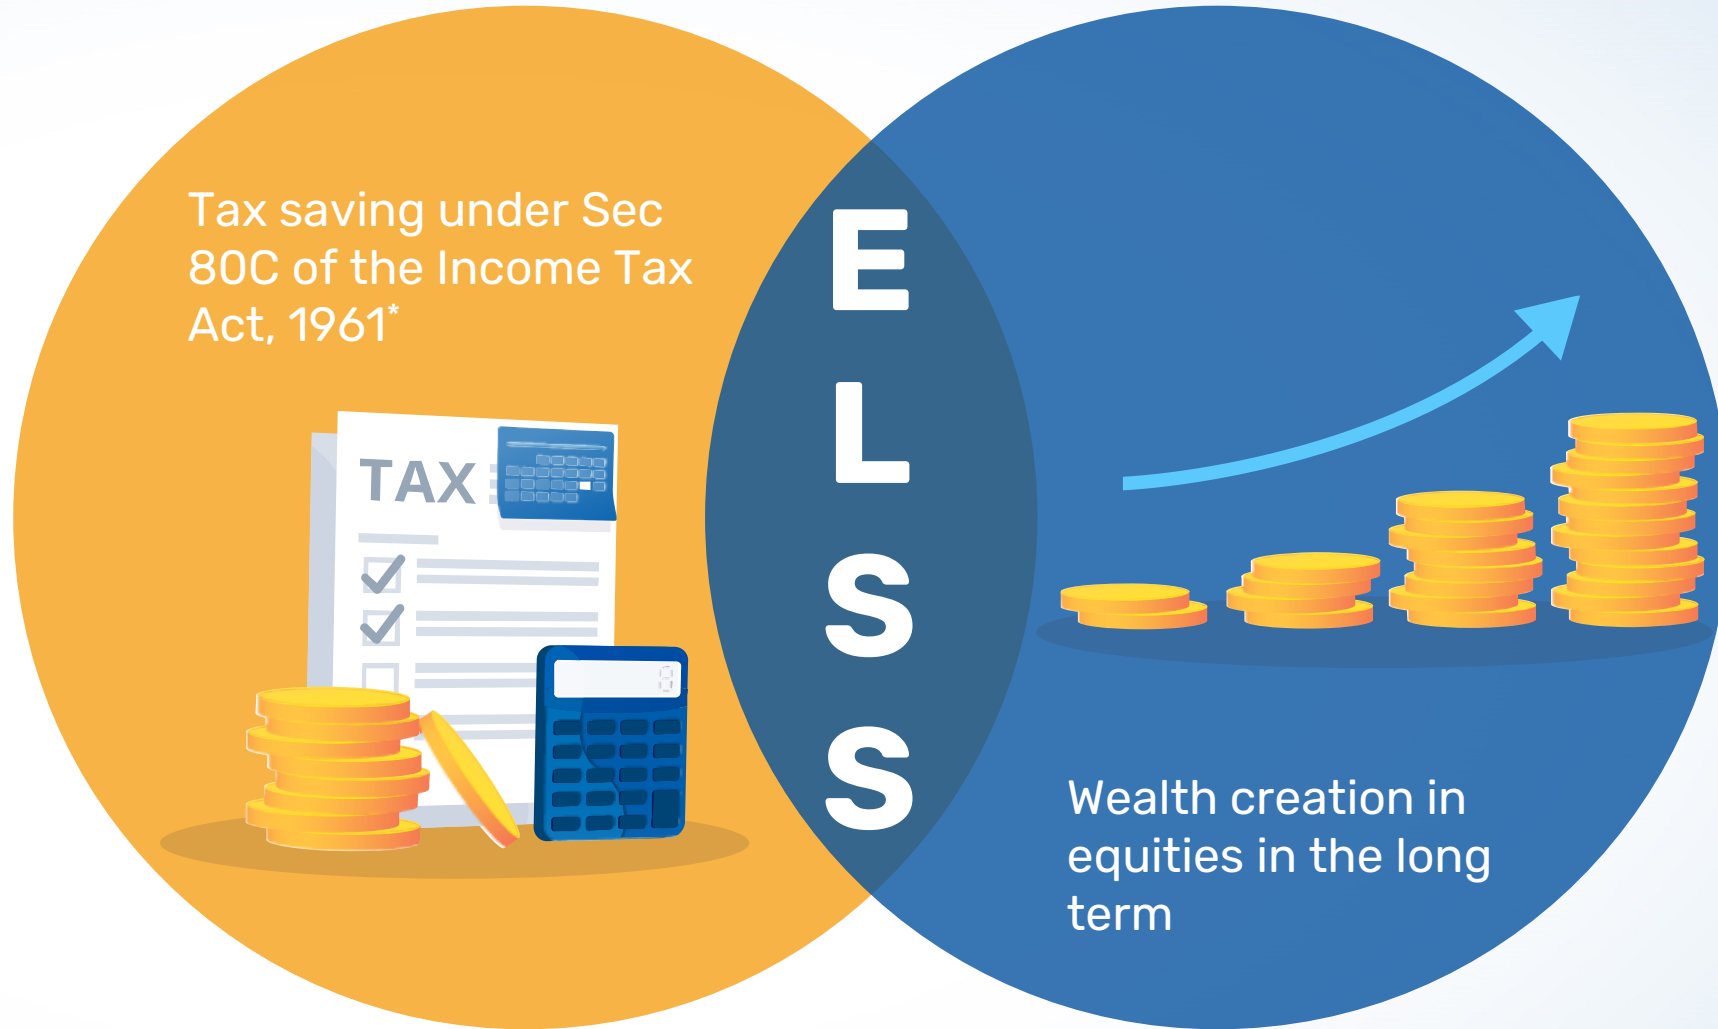 Tax saving under Sec
80C of the Income Tax
Act, 1961*
TAX
E
L
S
S
Wealth creation in
equities in the long
term